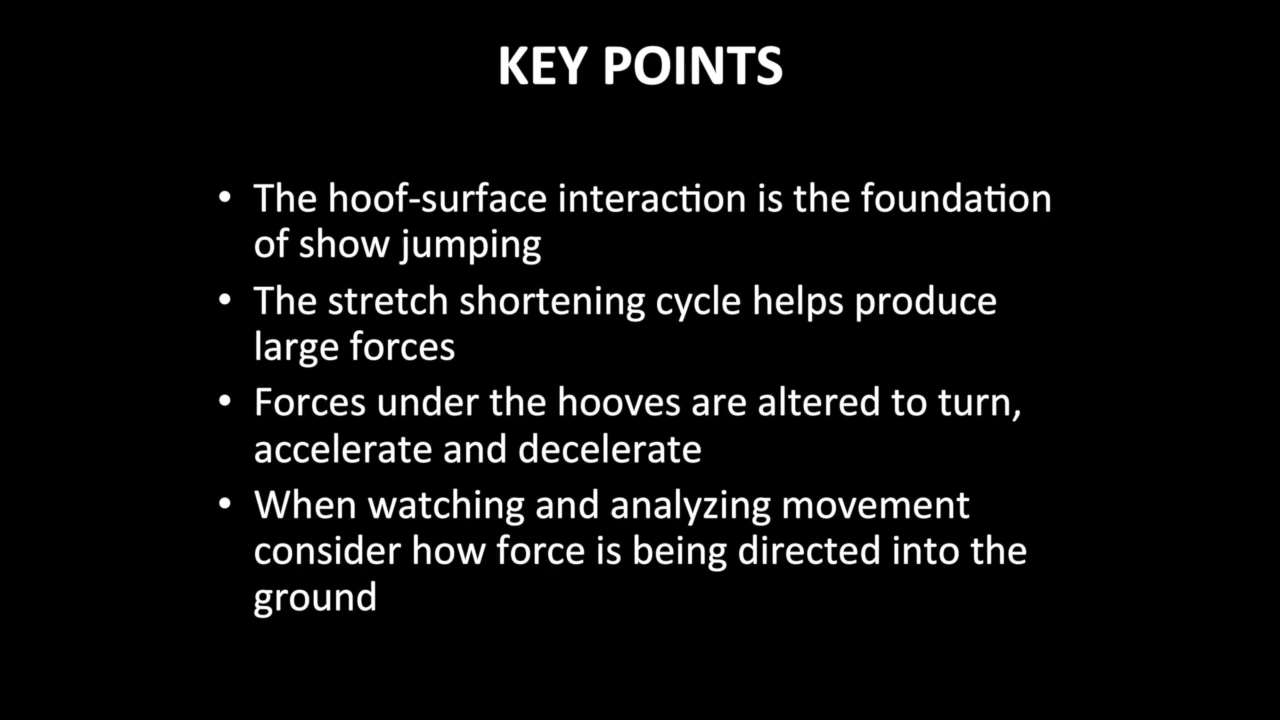 KEY POINTS
• The hoof-surface interaction is the foundation
of show jumping
• The stretch shortening cycle helps produce
large forces
• Forces under the hooves are altered to turn,
accelerate and decelerate
• When watching and analyzing movement
consider how force is being directed into the
ground